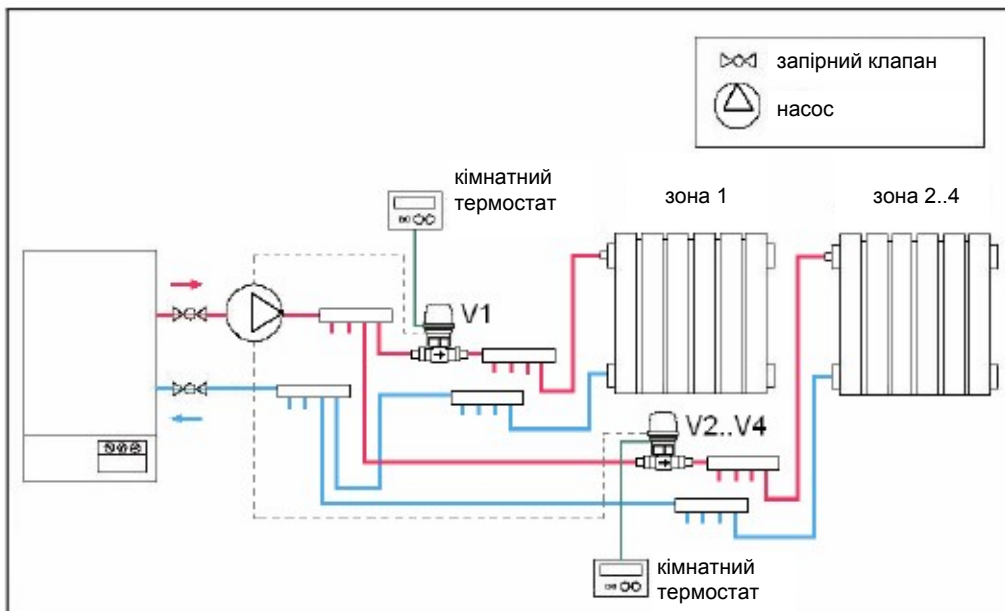 запірний клапан
насос
кімнатний
термостат
зона 1
зона 2..4
V1
V2..V4
кімнатний
термостат